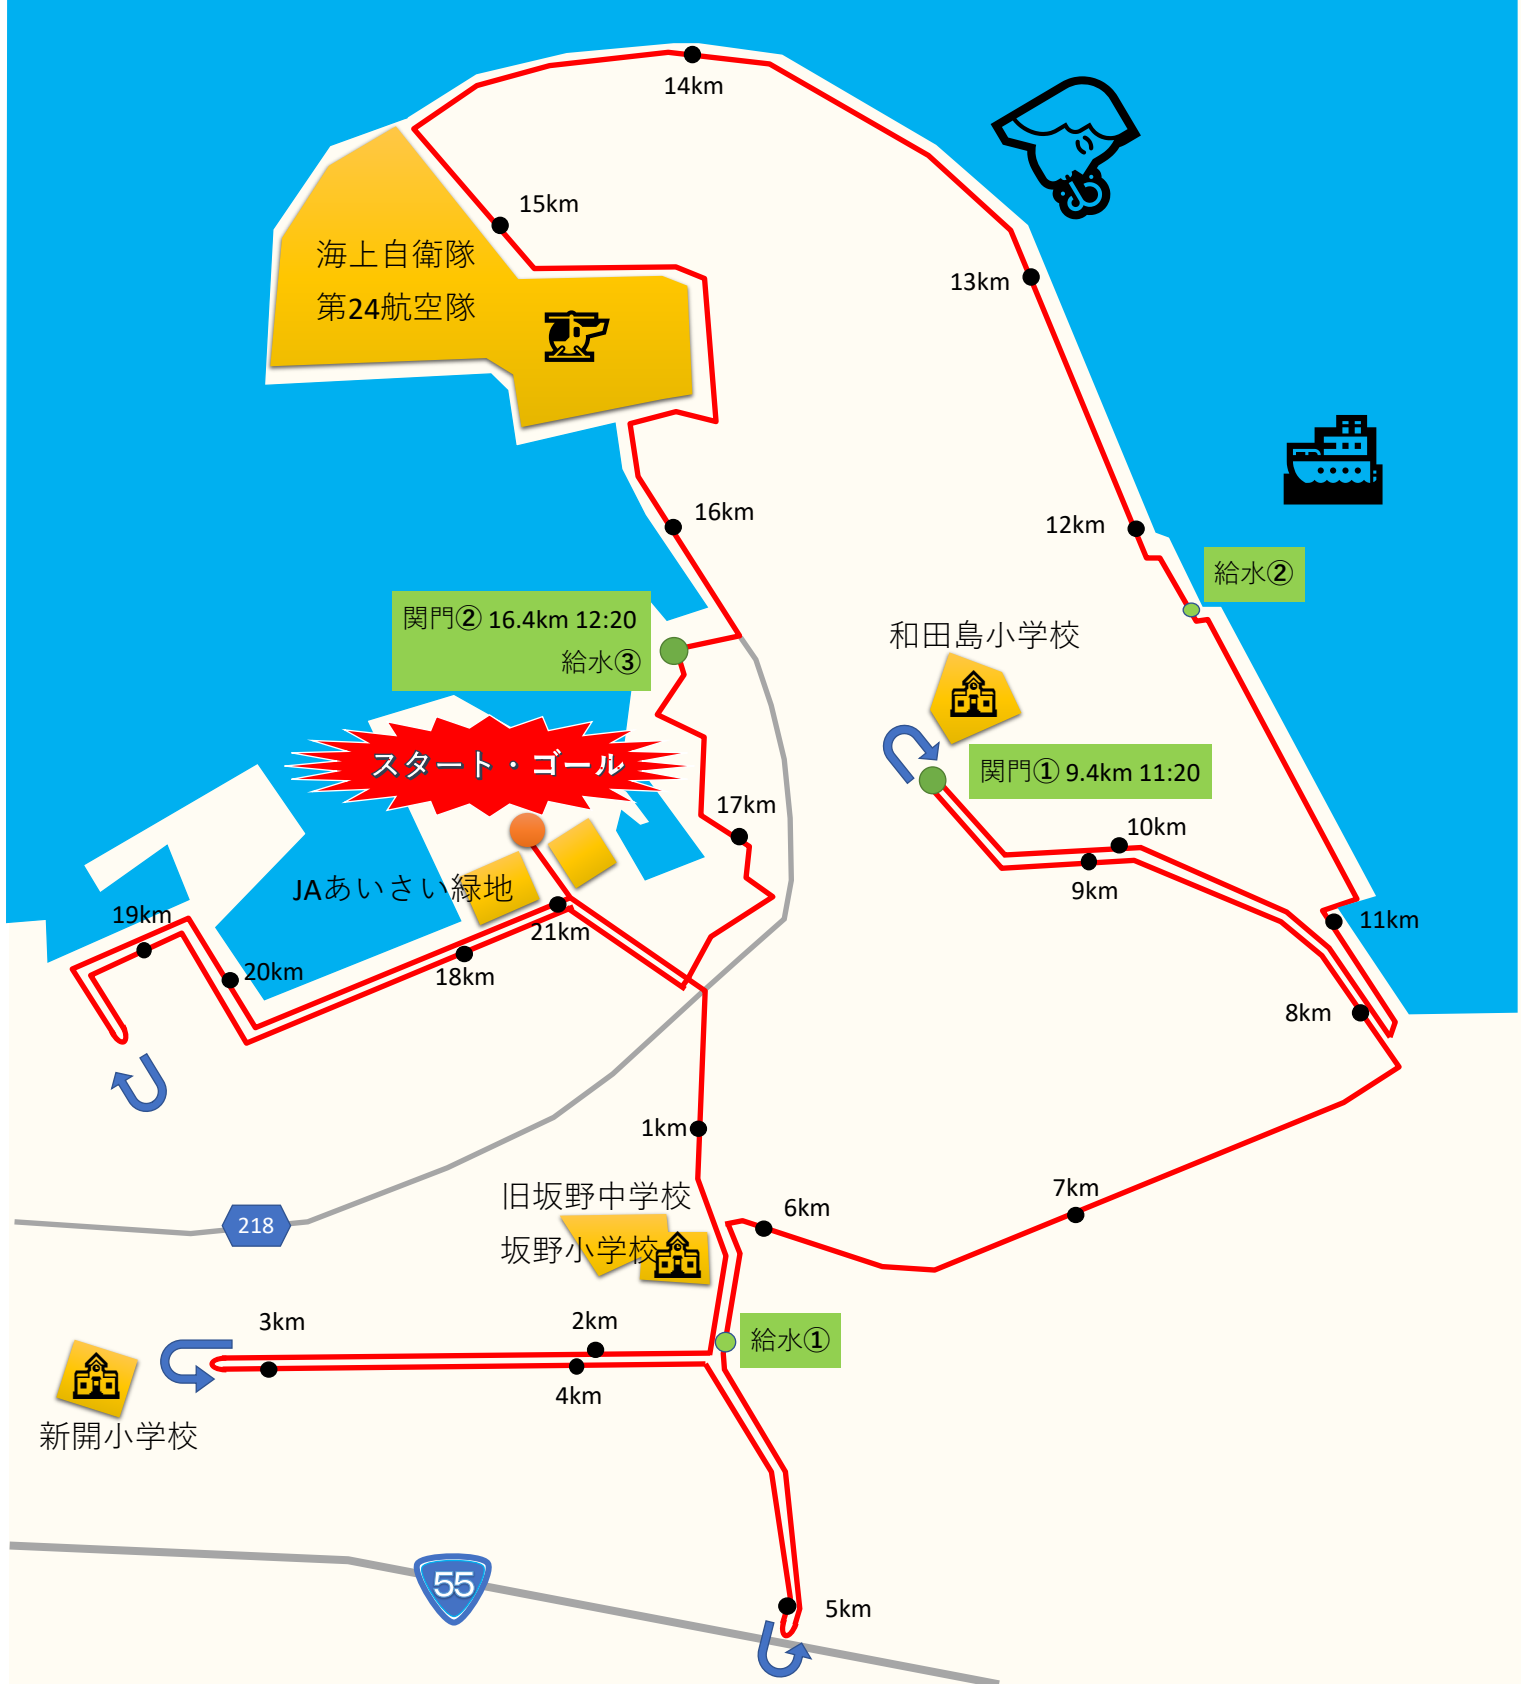 14km
15km
海上自衛隊
第24航空隊
13km
16km
12km
給水②
関門② 16.4km 12:20
給水③
和田島小学校
スタート・ゴール
関門① 9.4km 11:20
17km
10km
9km
JAあいさい緑地
19km
21km
11km
20km
18km
8km
1km
旧坂野中学校
坂野小学校
6km
7km
218
3km
2km
給水①
4km
新開小学校
55
5km